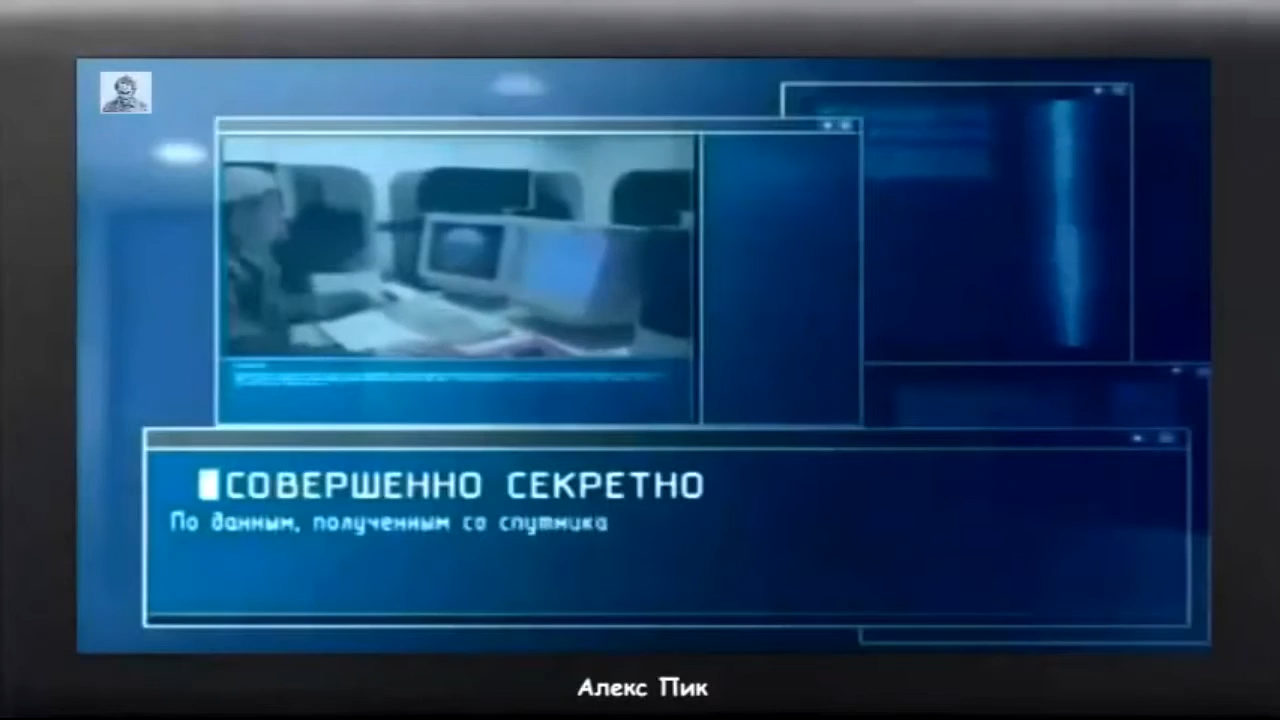 СОВЕРШЕННО СЕКРЕТНО
По данным, полученным со спутника
Алекс Пик